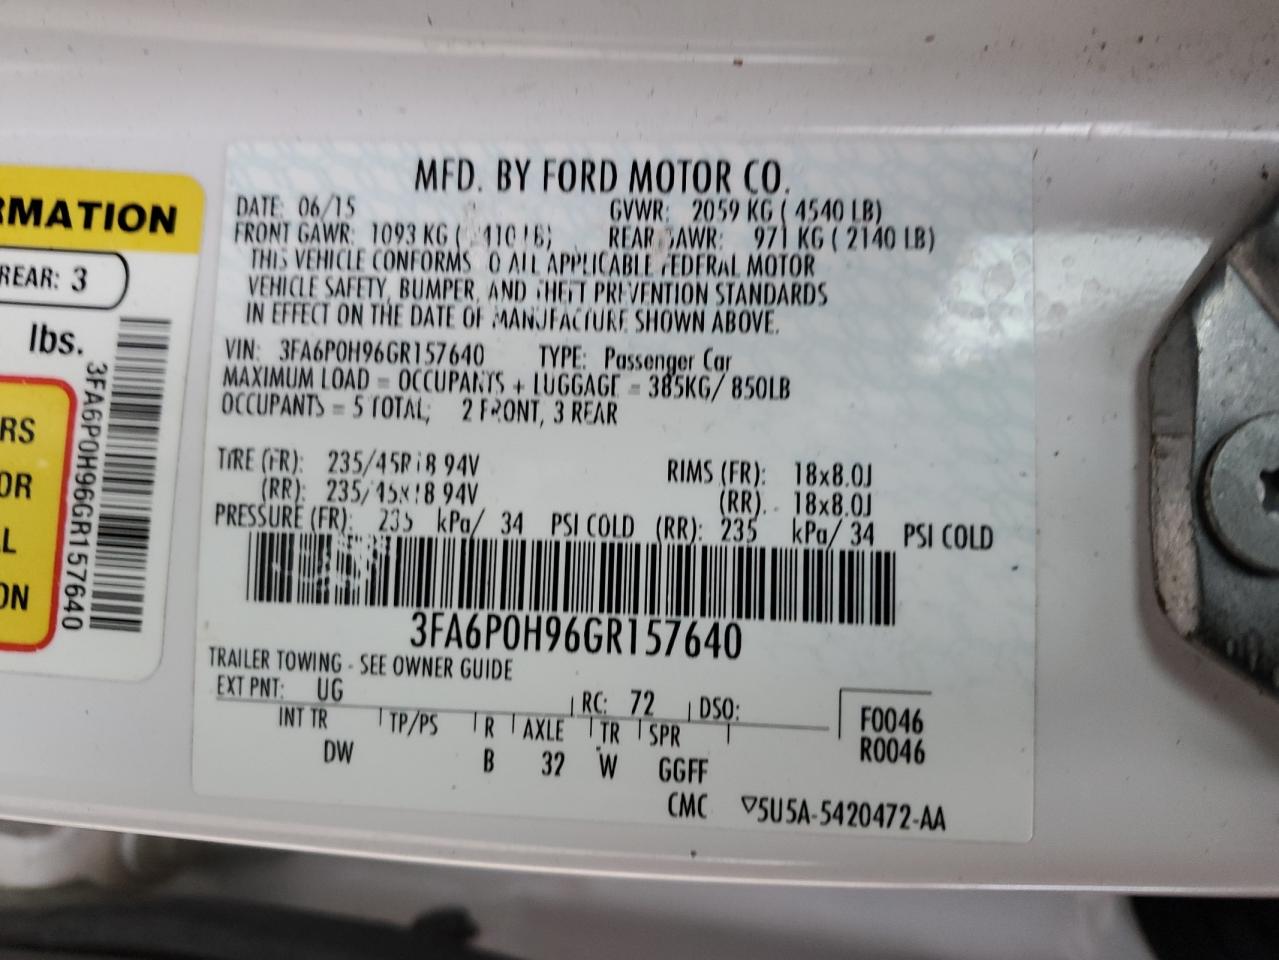 RMATION
REAR: 3
lbs.
RS
OR
L
ON
3FA6P0H96GR157640
MFD. BY FORD MOTOR CO.
DATE: 06/15 GVWR: 2059 KG ( 4540 LB)
FRONT GAWR: 1093 KG ( REAR GAWR: 971 KG ( 2140 LB)
THIS VEHICLE CONFORMS TO ALL APPLICABLE FEDERAL MOTOR
VEHICLE SAFETY, BUMPER, AND THEFT PREVENTION STANDARDS
IN EFFECT ON THE DATE OF MANUFACTURE SHOWN ABOVE.
VIN: 3FA6P0H96GR157640 TYPE: Passenger Car
MAXIMUM LOAD = OCCUPANTS + LUGGAGE = 385KG/ 850LB
OCCUPANTS = 5 TOTAL; 2 FRONT, 3 REAR
TIRE (FR): 235/45R18 94V RIMS (FR): 18x8.0J
(RR): 235/45R18 94V (RR): 18x8.0J
PRESSURE (FR): 235 kPa/ 34 PSI COLD (RR): 235 kPa/ 34 PSI COLD
3FA6P0H96GR157640
TRAILER TOWING - SEE OWNER GUIDE
EXT PNT: UG RC: 72 DSO:
F0046
INT TR TP/PS R AXLE TR SPR
R0046
DW B 32 W GGFF
CMC ▽5U5A-5420472-AA